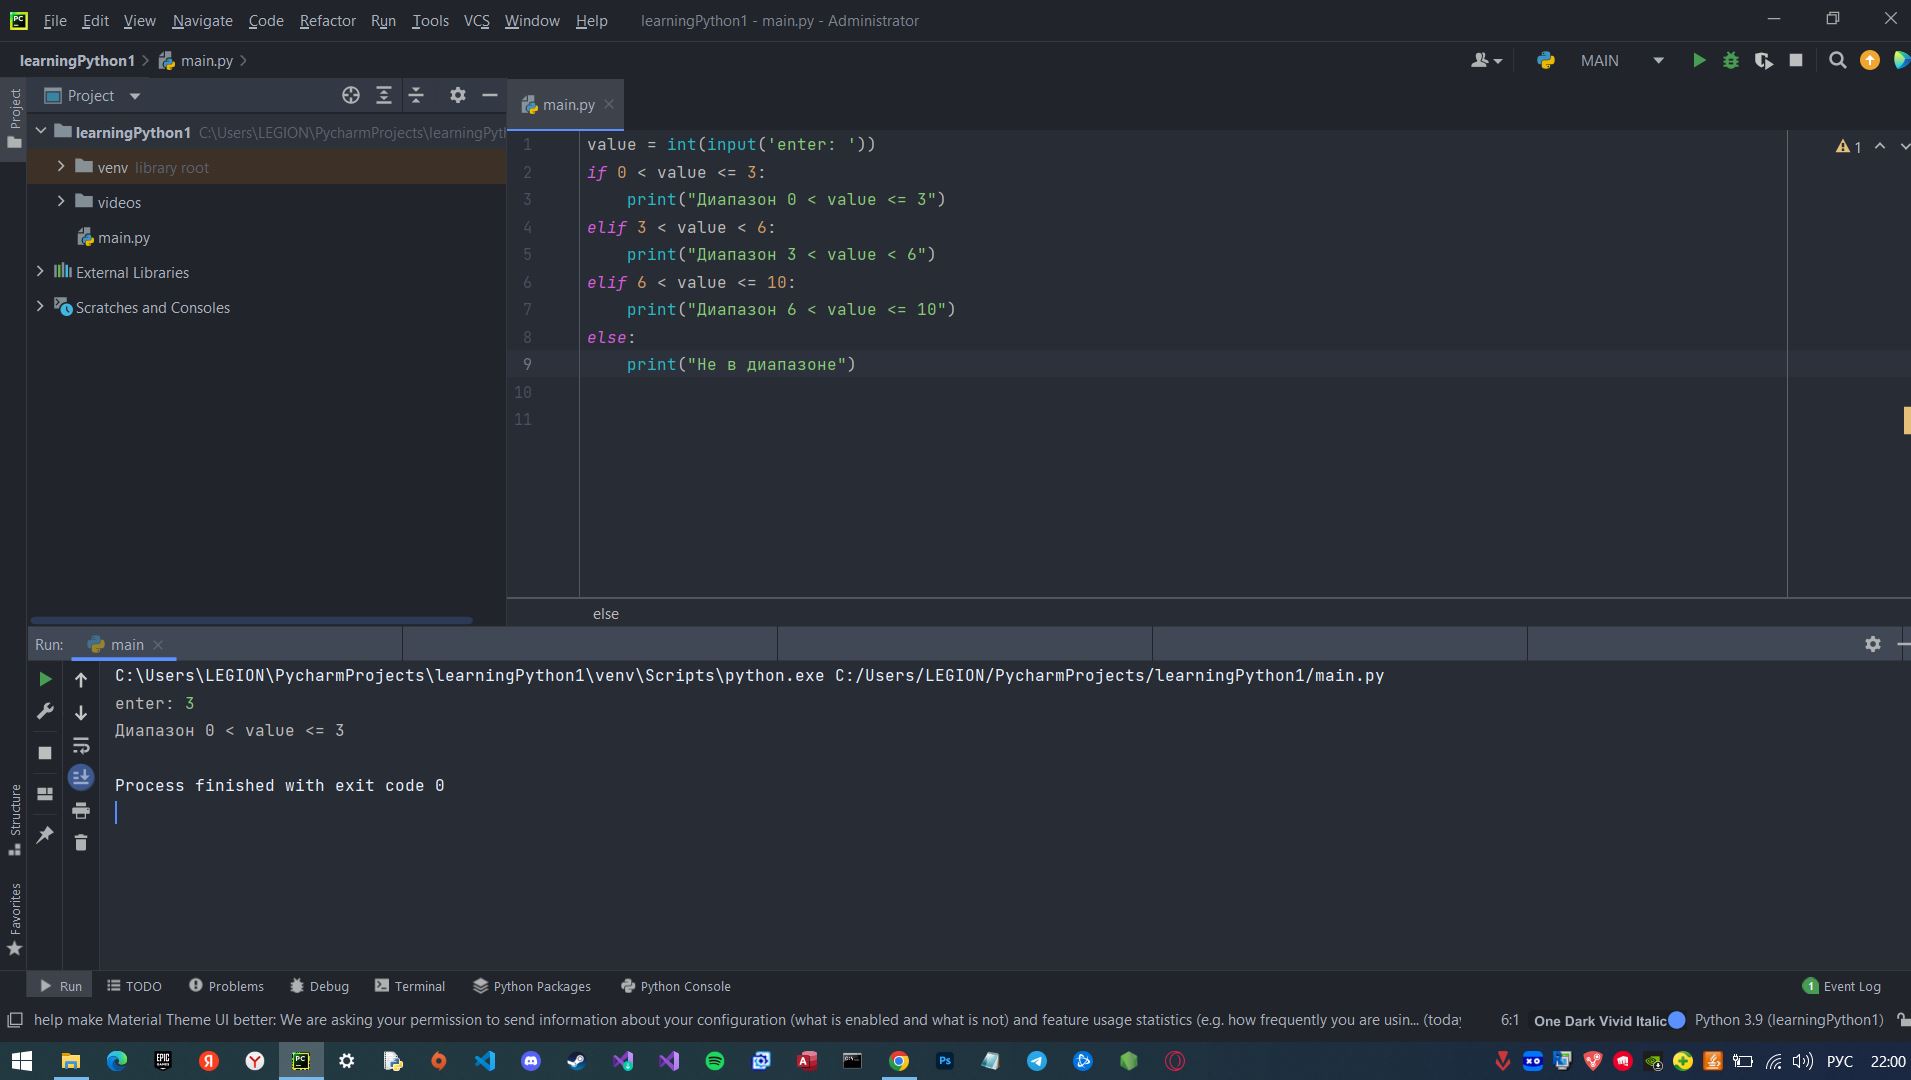 File Edit View Navigate Code Refactor Run Tools VCS Window Help learningPython1 - main.py - Administrator
learningPython1 main.py MAIN
Project
main.py
Project
learningPython1 C:\Users\LEGION\PycharmProjects\learningPyt
venv library root
videos
main.py
External Libraries
Scratches and Consoles
1 value = int(input('enter: '))
2 if 0 < value <= 3:
3 print("Диапазон 0 < value <= 3")
4 elif 3 < value < 6:
5 print("Диапазон 3 < value < 6")
6 elif 6 < value <= 10:
7 print("Диапазон 6 < value <= 10")
8 else:
9 print("Не в диапазоне")
10
11
1
else
Run: main
C:\Users\LEGION\PycharmProjects\learningPython1\venv\Scripts\python.exe C:/Users/LEGION/PycharmProjects/learningPython1/main.py
enter: 3
Диапазон 0 < value <= 3
Process finished with exit code 0
Structure
Favorites
Run TODO Problems Debug Terminal Python Packages Python Console 1 Event Log
help make Material Theme UI better: We are asking your permission to send information about your configuration (what is enabled and what is not) and feature usage statistics (e.g. how frequently you are usin... (toda 6:1 One Dark Vivid Italic Python 3.9 (learningPython1)
РУС 22:00